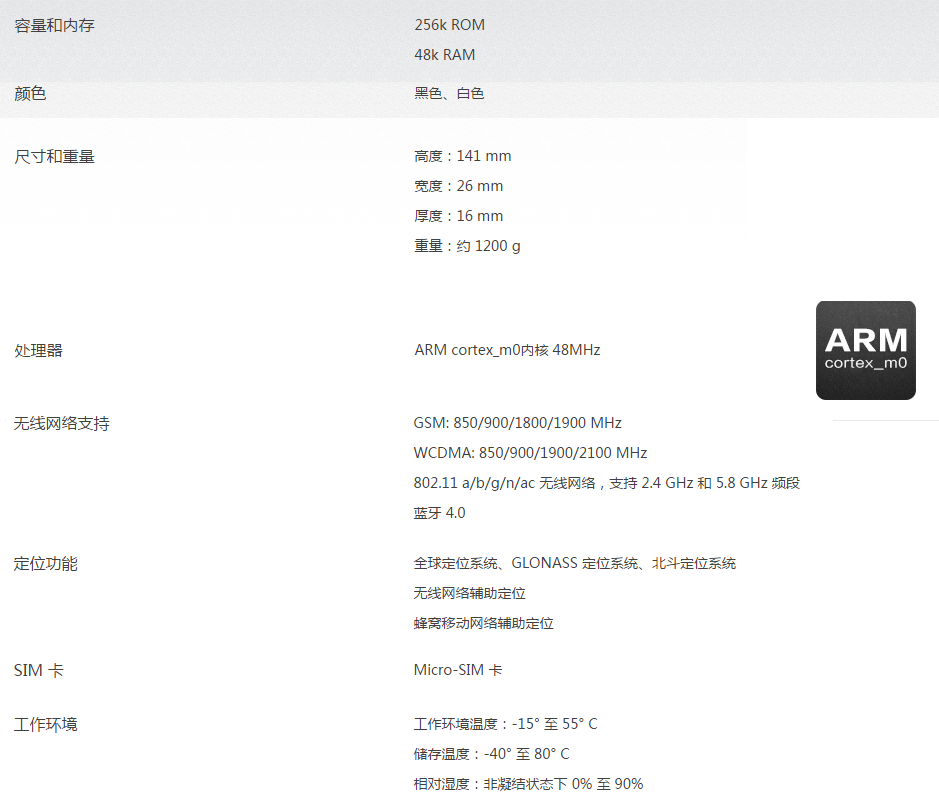 容量和内存
256k ROM
48k RAM
颜色
黑色、白色
尺寸和重量
高度：141 mm
宽度：26 mm
厚度：16 mm
重量：约 1200 g
处理器
ARM cortex_m0内核 48MHz
ARM
cortex_m0
无线网络支持
GSM: 850/900/1800/1900 MHz
WCDMA: 850/900/1900/2100 MHz
802.11 a/b/g/n/ac 无线网络，支持 2.4 GHz 和 5.8 GHz 频段
蓝牙 4.0
定位功能
全球定位系统、GLONASS 定位系统、北斗定位系统
无线网络辅助定位
蜂窝移动网络辅助定位
SIM 卡
Micro-SIM 卡
工作环境
工作环境温度：-15° 至 55° C
储存温度：-40° 至 80° C
相对湿度：非凝结状态下 0% 至 90%